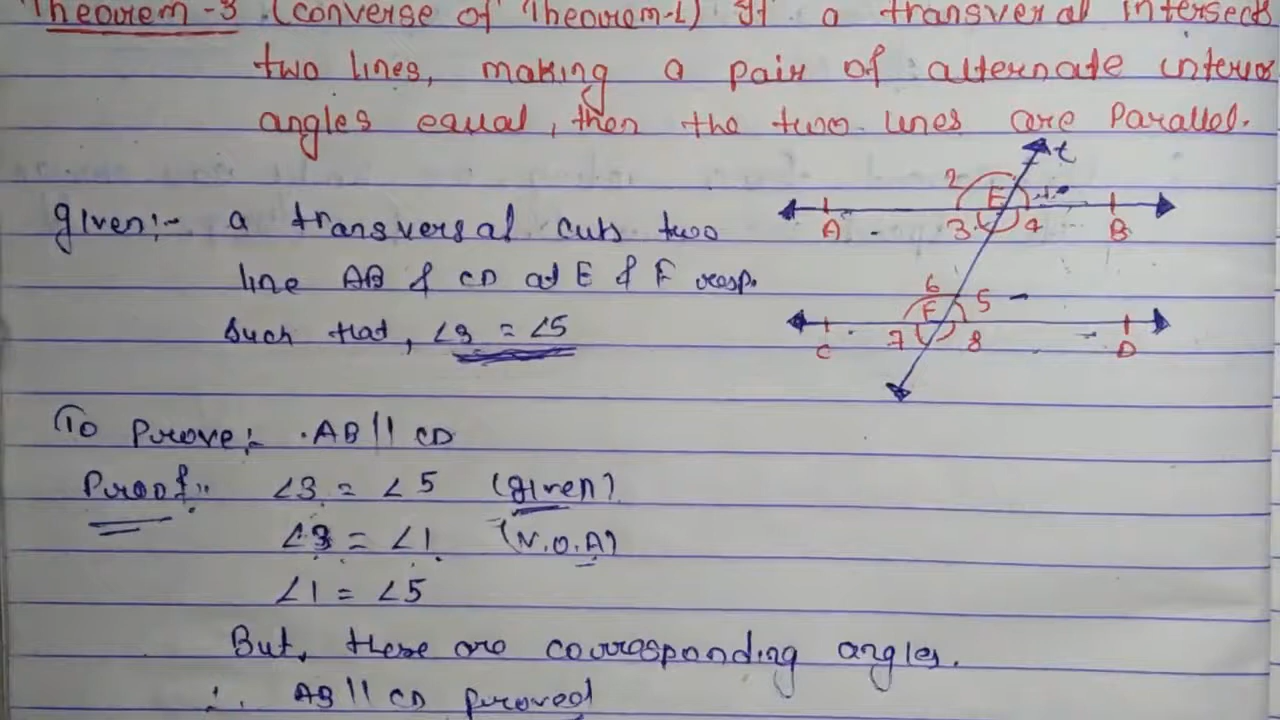 Theorem-3 (converse of Theorem-1) If a transveral intersects
two lines, making a pair of alternate interior
angles equal, then the two lines are Parallel.
t
2 E 1
given:- a transversal cuts two
A 3 4 B
line AB & CD at E & F resp.
6 5
F
such that, ∠3 = ∠5
C 7 8 D
To Prove:- AB || CD
Proof:- ∠3 = ∠5 (given)
∠3 = ∠1 (V.O.A)
∠1 = ∠5
But, these are corresponding angles.
∴ AB || CD proved